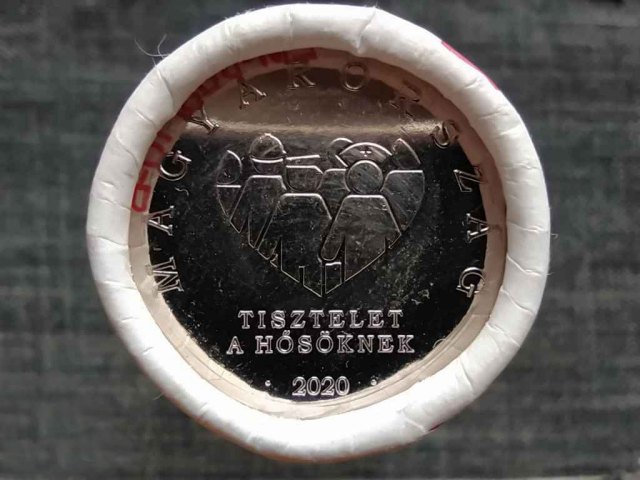 MAGYARORSZÁG
TISZTELET
A HŐSÖKNEK
2020